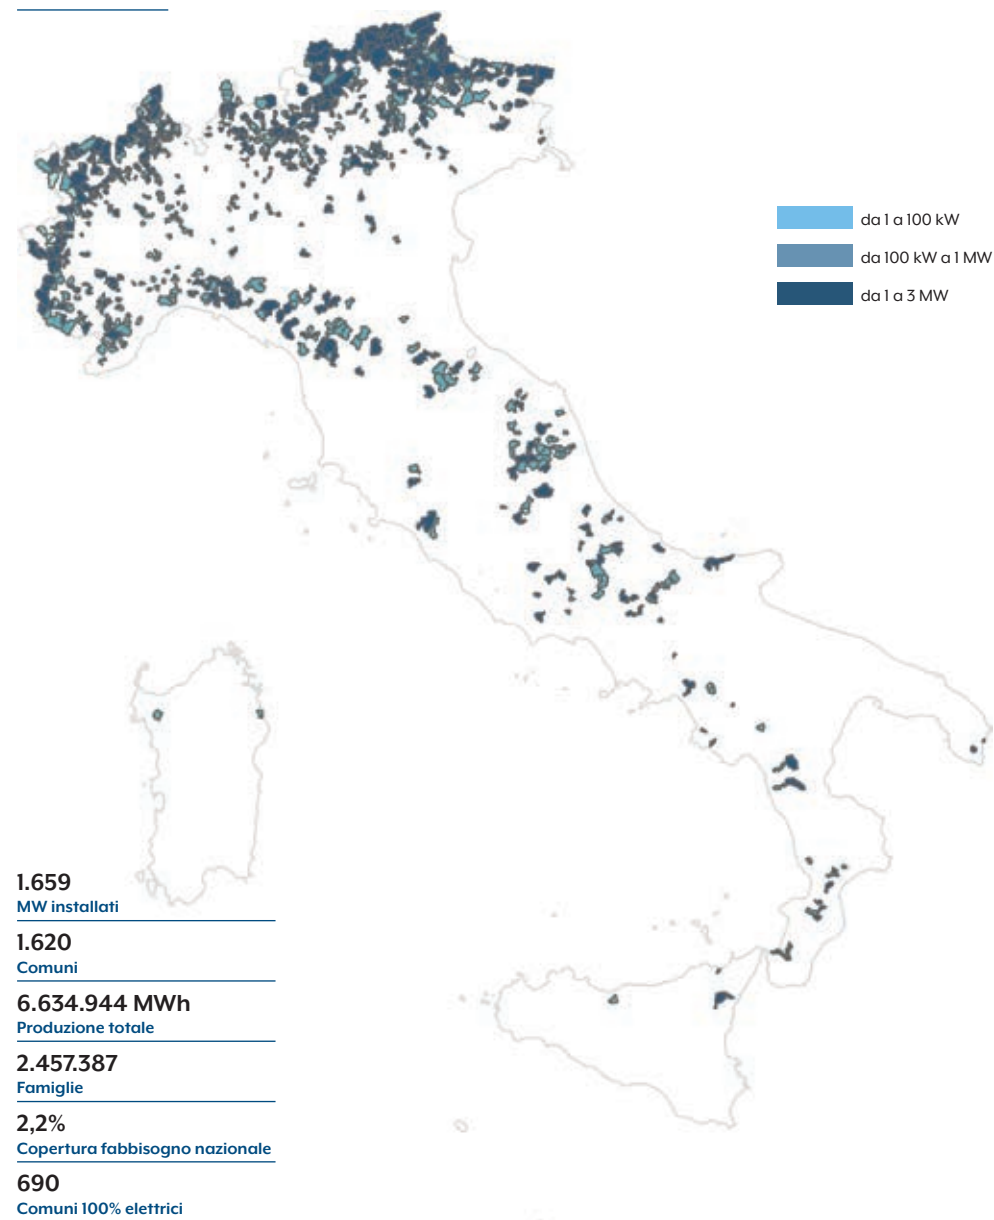 da 1 a 100 kW
da 100 kW a 1 MW
da 1 a 3 MW
1.659
MW installati
1.620
Comuni
6.634.944 MWh
Produzione totale
2.457.387
Famiglie
2,2%
Copertura fabbisogno nazionale
690
Comuni 100% elettrici